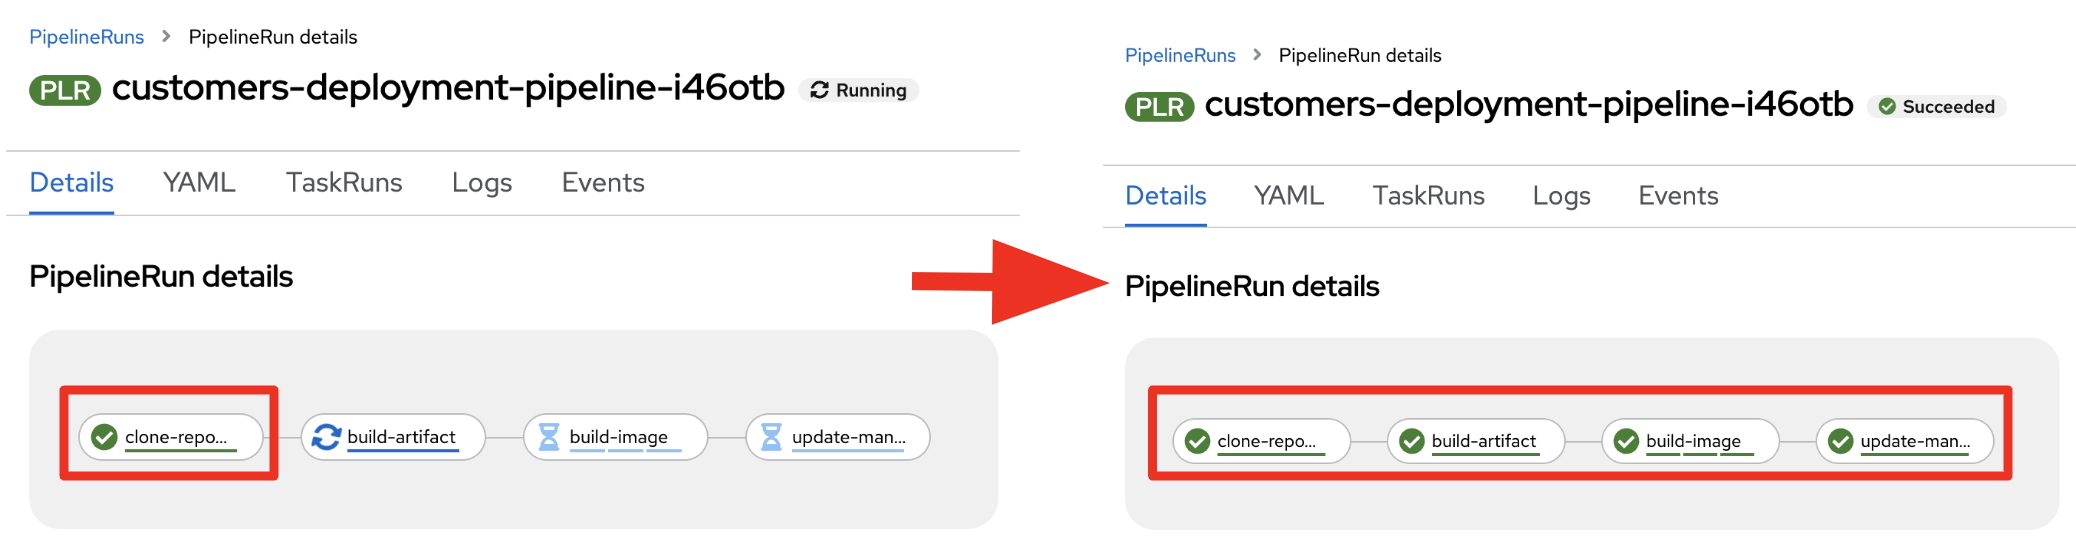 PipelineRuns > PipelineRun details
PLR customers-deployment-pipeline-i46otb Running
Details YAML TaskRuns Logs Events
PipelineRun details
clone-repo... build-artifact build-image update-man...
PipelineRuns > PipelineRun details
PLR customers-deployment-pipeline-i46otb Succeeded
Details YAML TaskRuns Logs Events
PipelineRun details
clone-repo... build-artifact build-image update-man...